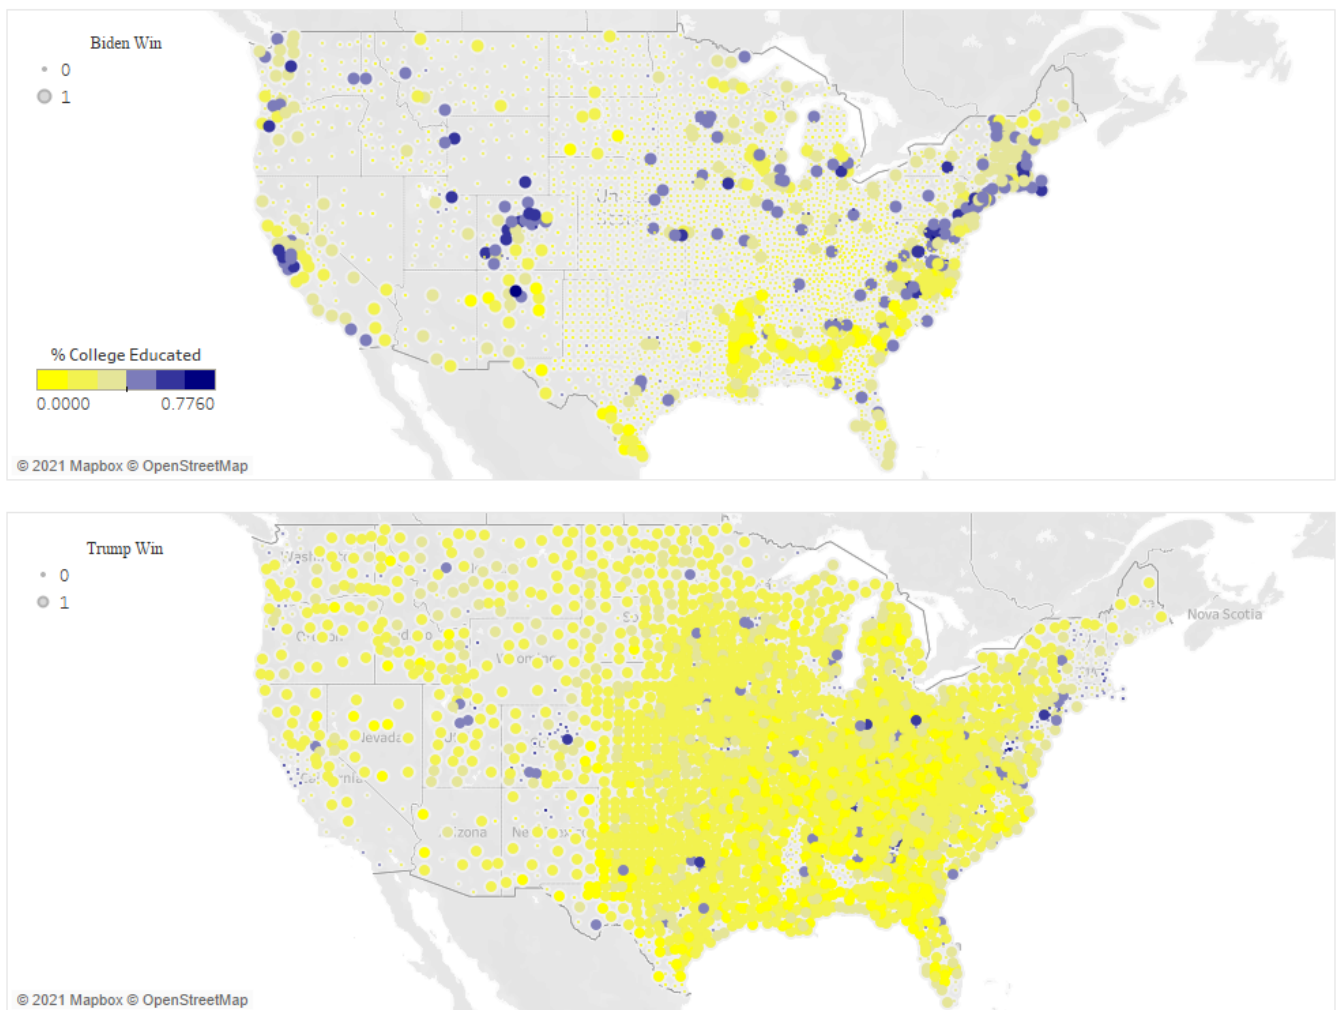 Biden Win
0
1
% College Educated
0.0000 0.7760
© 2021 Mapbox © OpenStreetMap
Trump Win
0
1
Nova Scotia
© 2021 Mapbox © OpenStreetMap